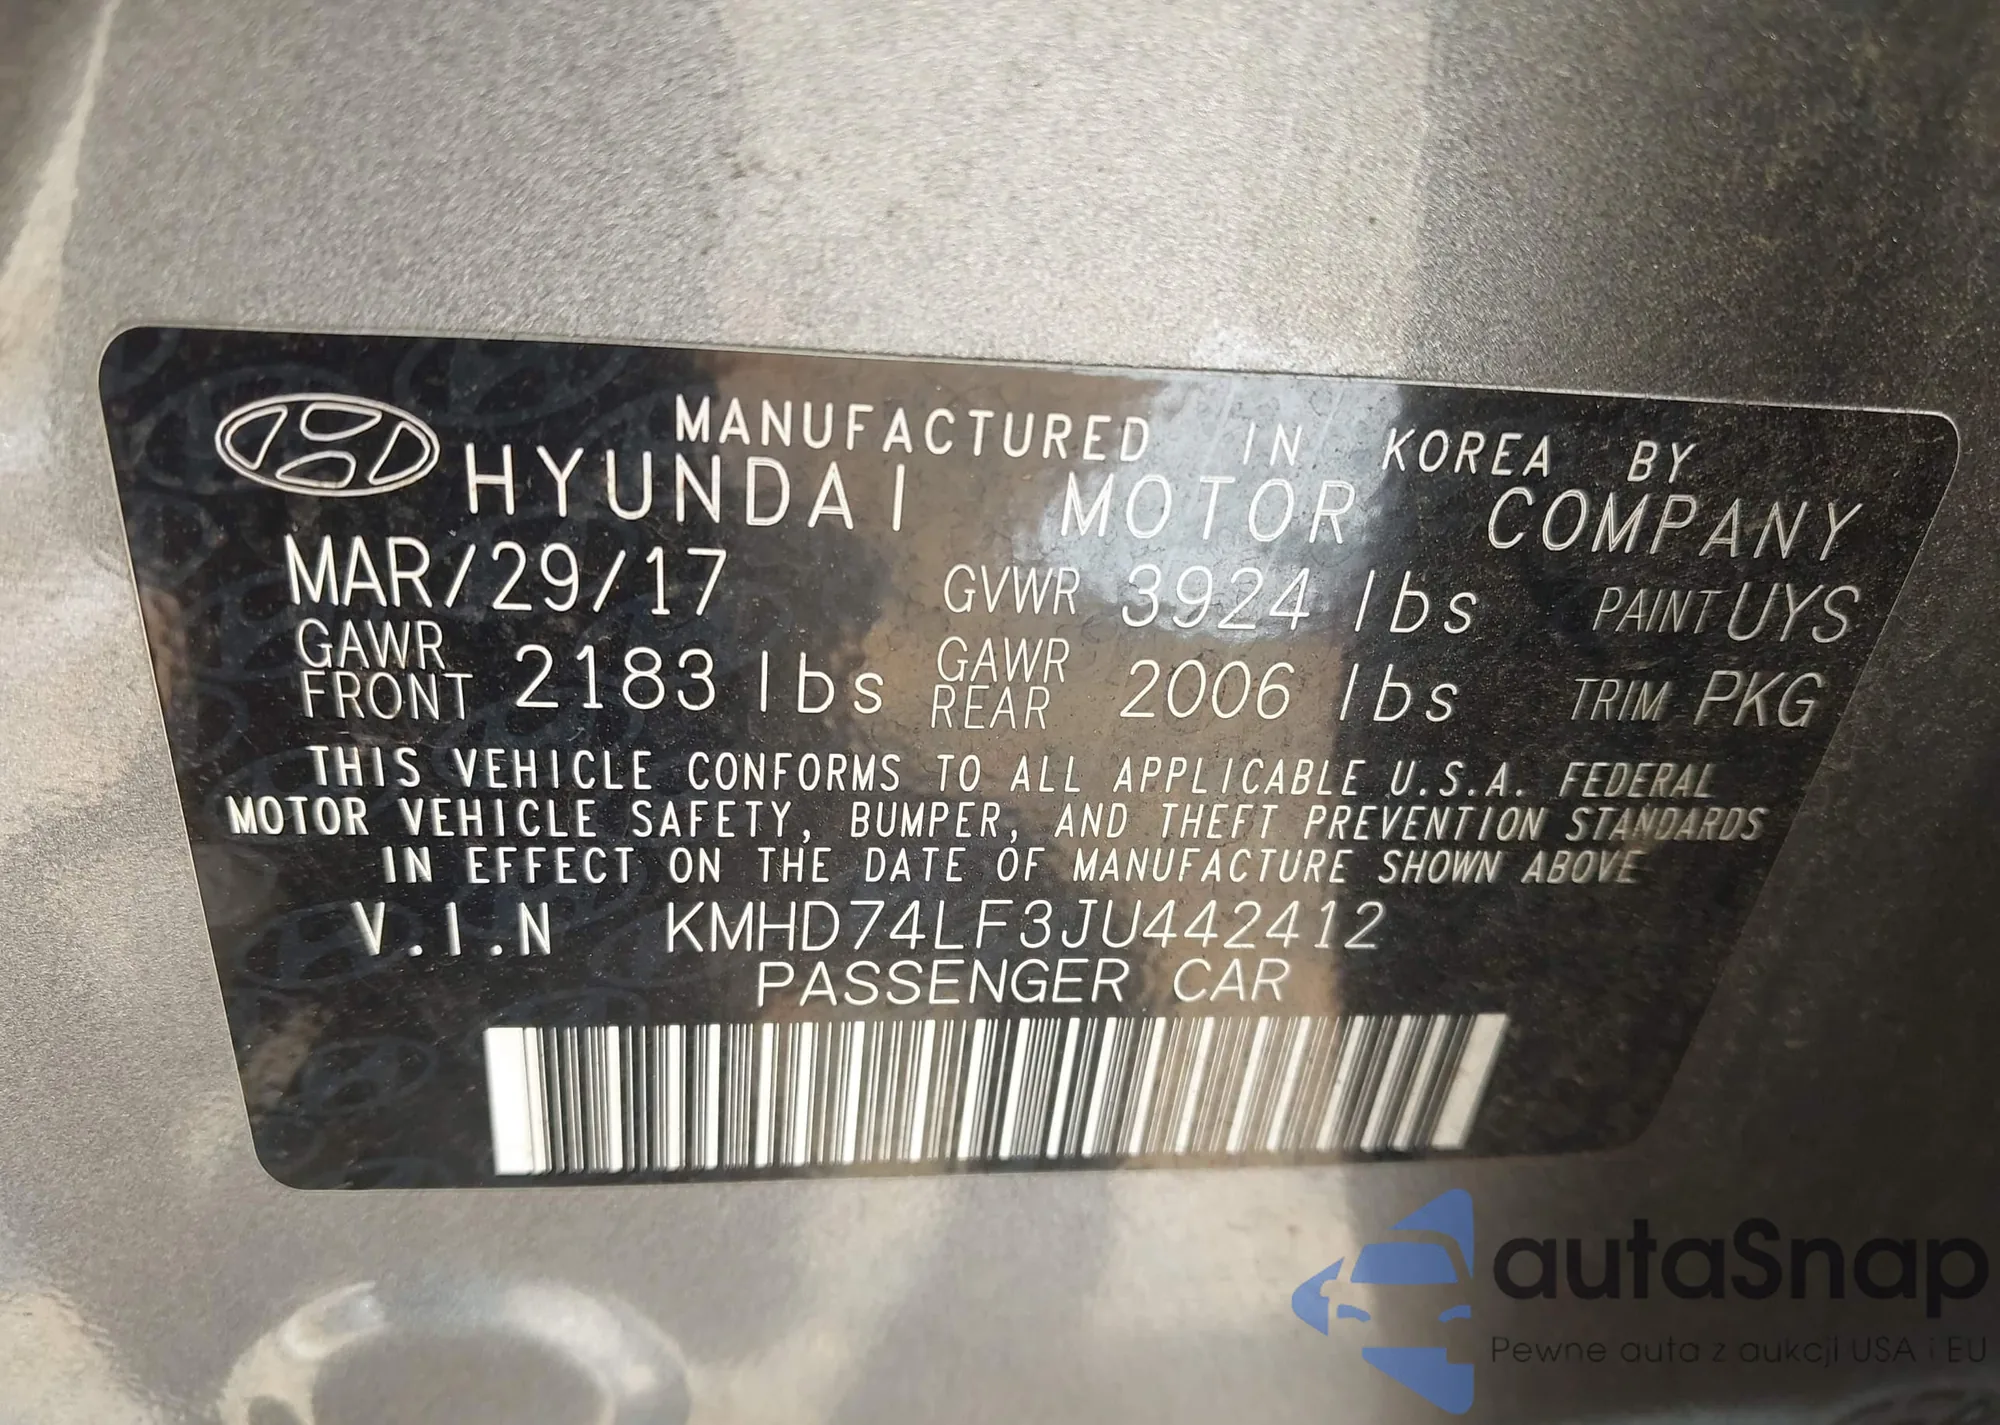 MANUFACTURED IN KOREA BY
HYUNDAI MOTOR COMPANY
MAR/29/17 GVWR 3924 lbs PAINT UYS
GAWR FRONT 2183 lbs GAWR REAR 2006 lbs TRIM PKG
THIS VEHICLE CONFORMS TO ALL APPLICABLE U.S.A. FEDERAL
MOTOR VEHICLE SAFETY, BUMPER, AND THEFT PREVENTION STANDARDS
IN EFFECT ON THE DATE OF MANUFACTURE SHOWN ABOVE
V.I.N KMHD74LF3JU442412
PASSENGER CAR
autaSnap
Pewne auta z aukcji USA i EU